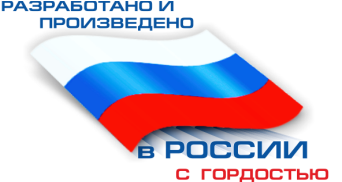 РАЗРАБОТАНО И
ПРОИЗВЕДЕНО
В РОССИИ
С ГОРДОСТЬЮ